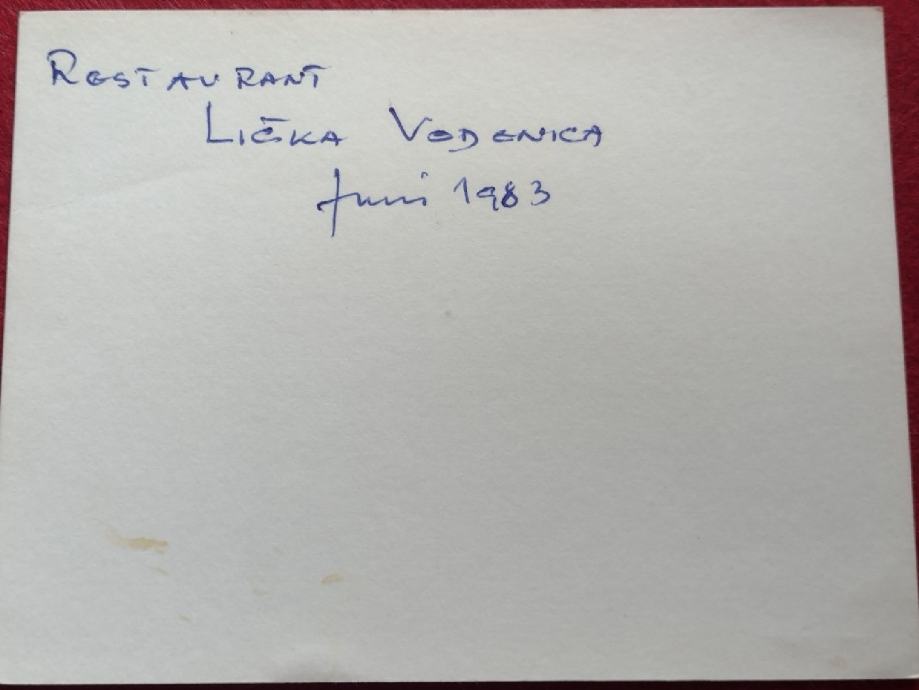 RESTAURANT
LIČKA VODENICA
Juni 1983